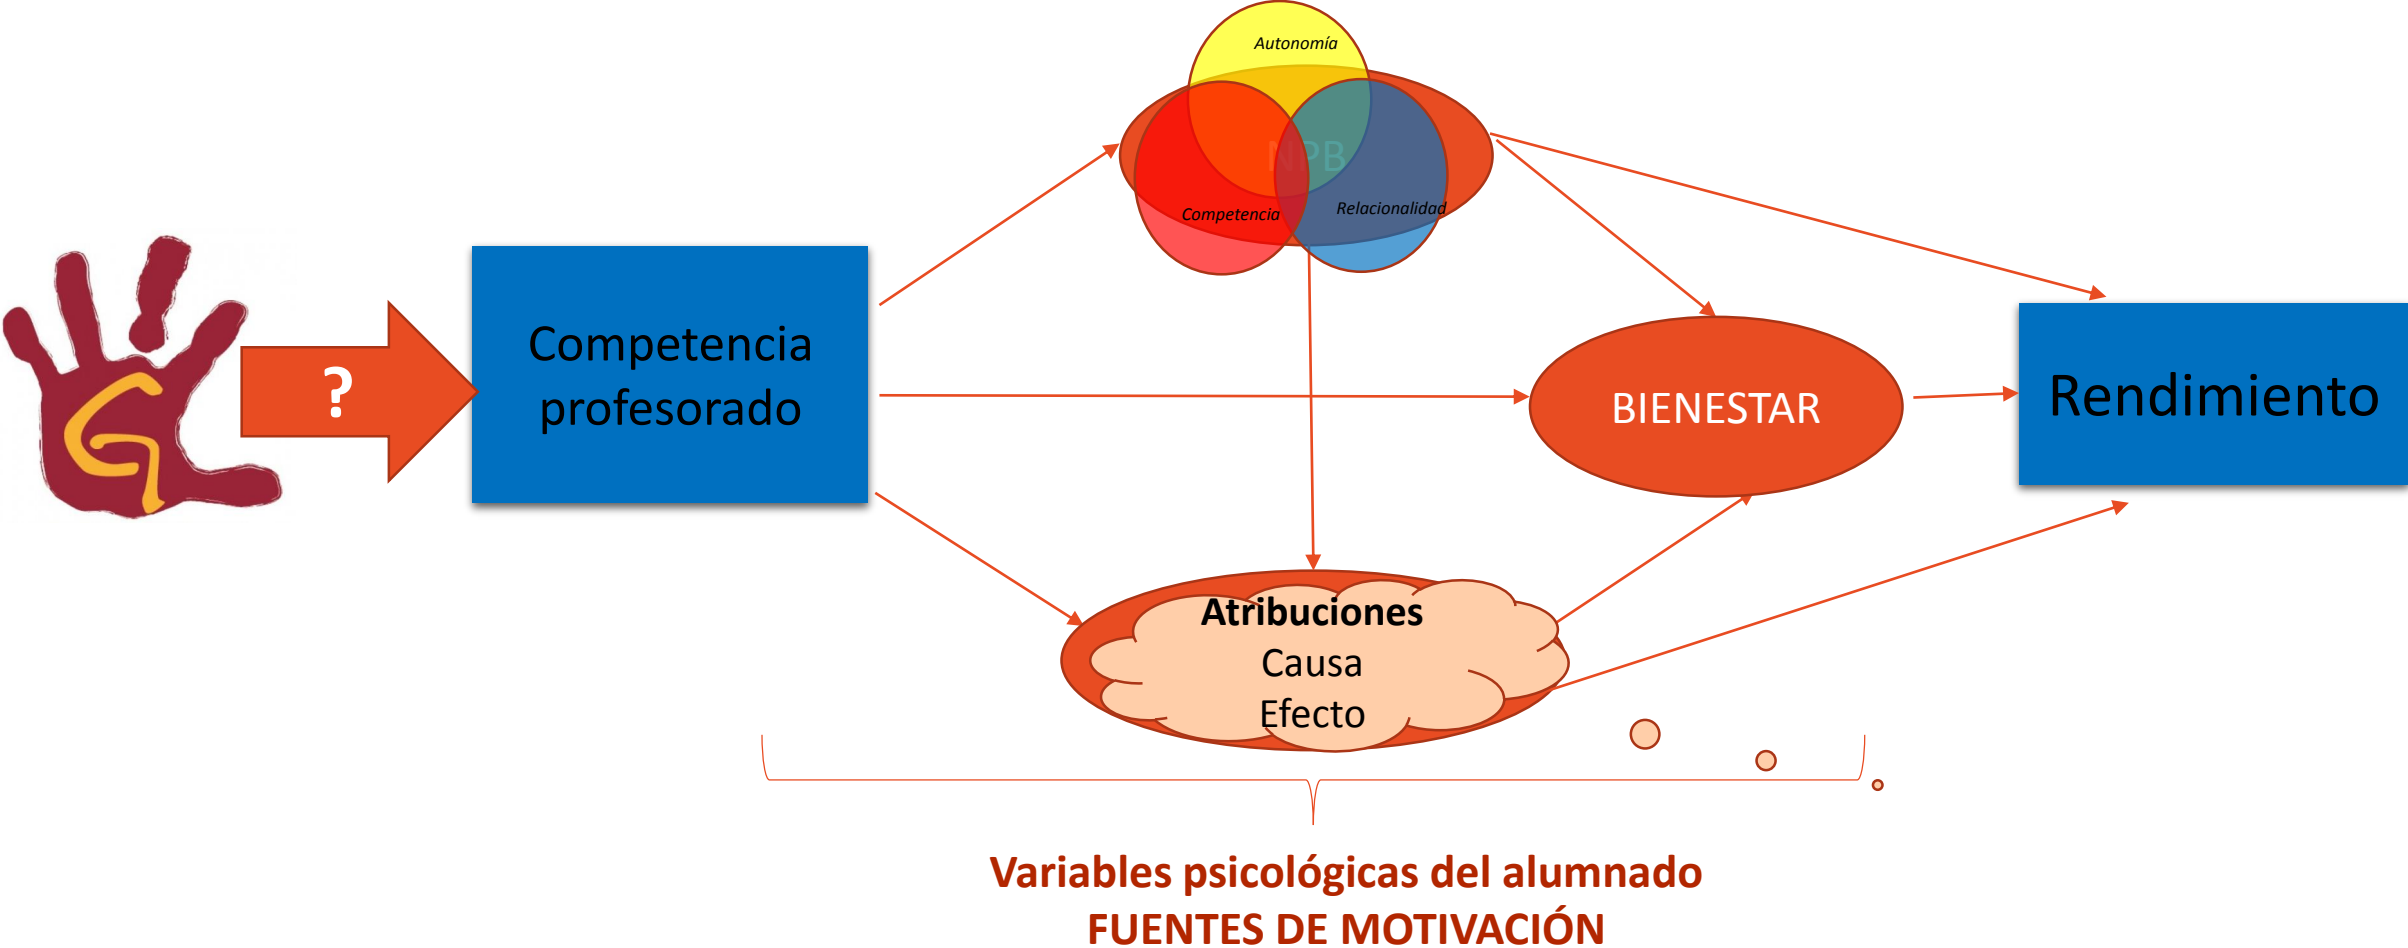 Autonomía
NPB
Competencia
Relacionalidad
?
Competencia
profesorado
BIENESTAR
Rendimiento
Atribuciones
Causa
Efecto
Variables psicológicas del alumnado
FUENTES DE MOTIVACIÓN